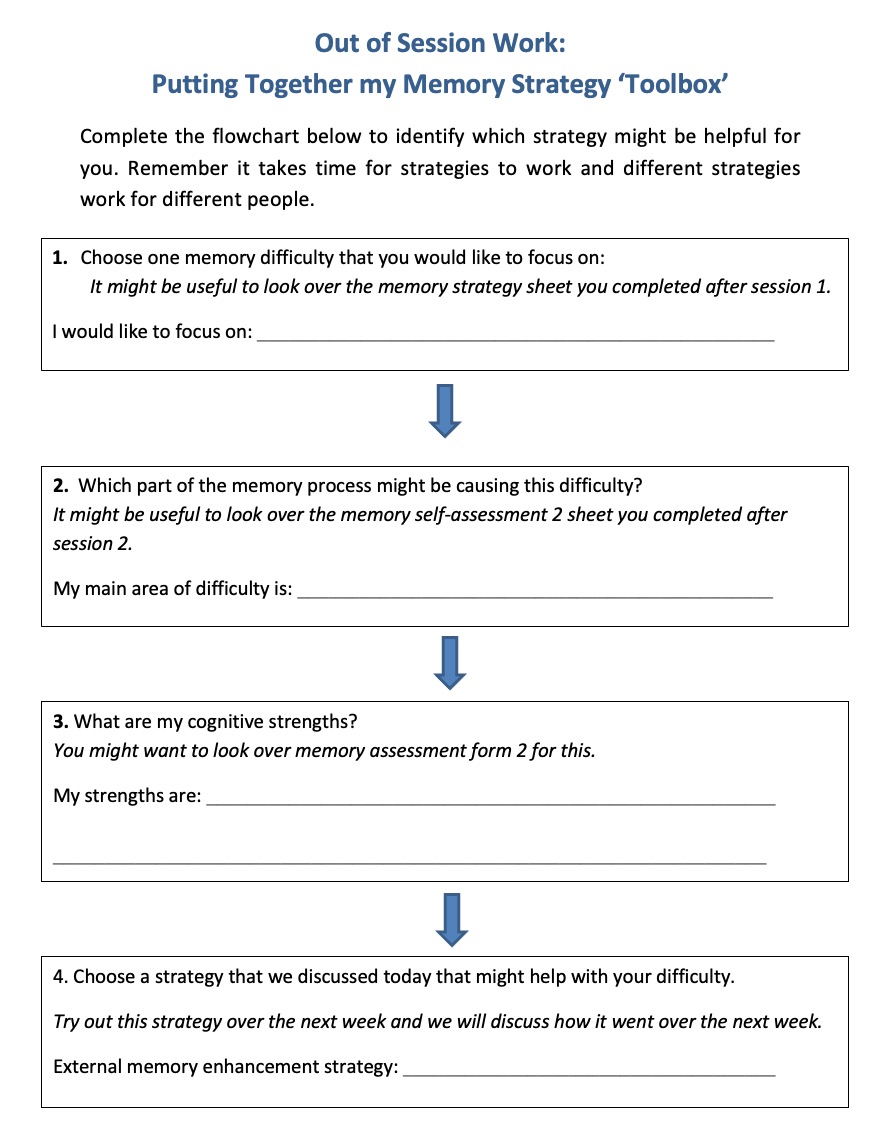 Out of Session Work:
Putting Together my Memory Strategy ‘Toolbox’
Complete the flowchart below to identify which strategy might be helpful for
you. Remember it takes time for strategies to work and different strategies
work for different people.
1. Choose one memory difficulty that you would like to focus on:
It might be useful to look over the memory strategy sheet you completed after session 1.
I would like to focus on: ____________________
2. Which part of the memory process might be causing this difficulty?
It might be useful to look over the memory self-assessment 2 sheet you completed after
session 2.
My main area of difficulty is: ____________________
3. What are my cognitive strengths?
You might want to look over memory assessment form 2 for this.
My strengths are: ____________________
4. Choose a strategy that we discussed today that might help with your difficulty.
Try out this strategy over the next week and we will discuss how it went over the next week.
External memory enhancement strategy: ____________________